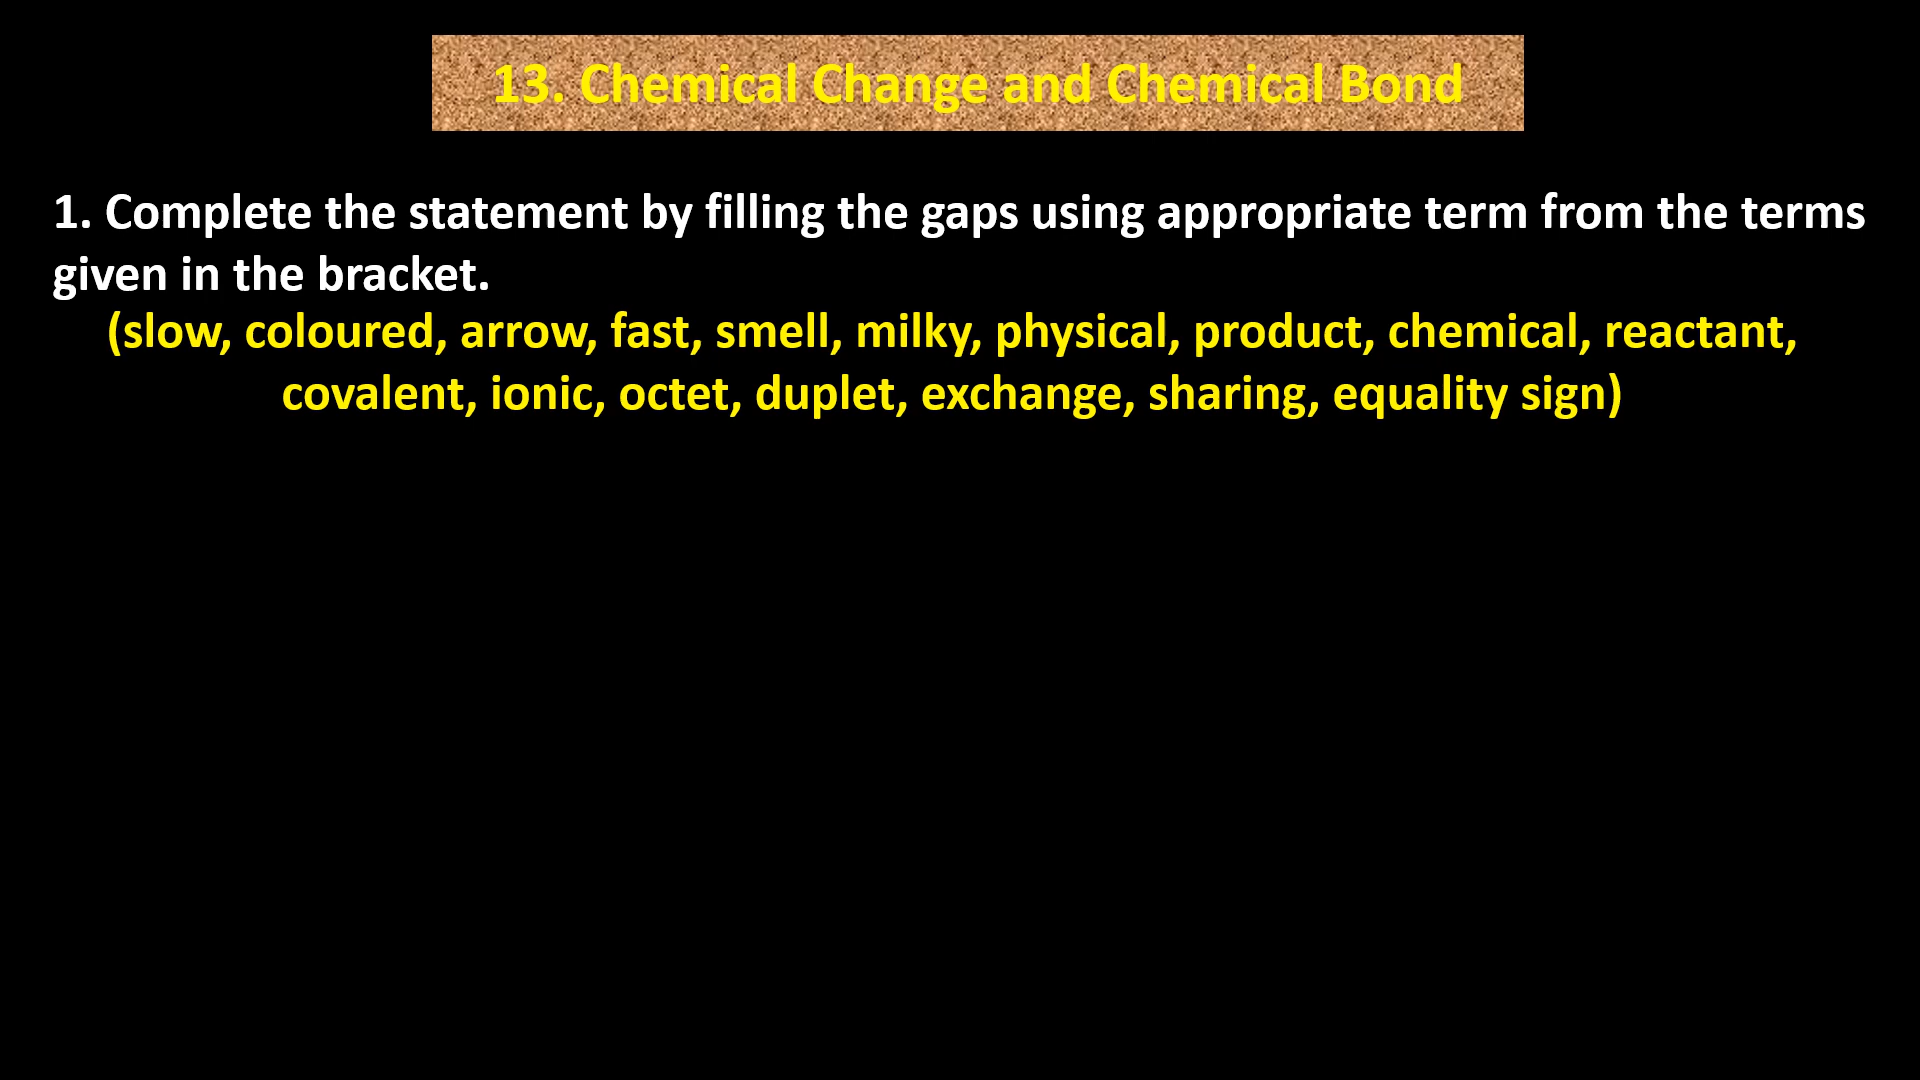 13. Chemical Change and Chemical Bond
1. Complete the statement by filling the gaps using appropriate term from the terms
given in the bracket.
(slow, coloured, arrow, fast, smell, milky, physical, product, chemical, reactant,
covalent, ionic, octet, duplet, exchange, sharing, equality sign)